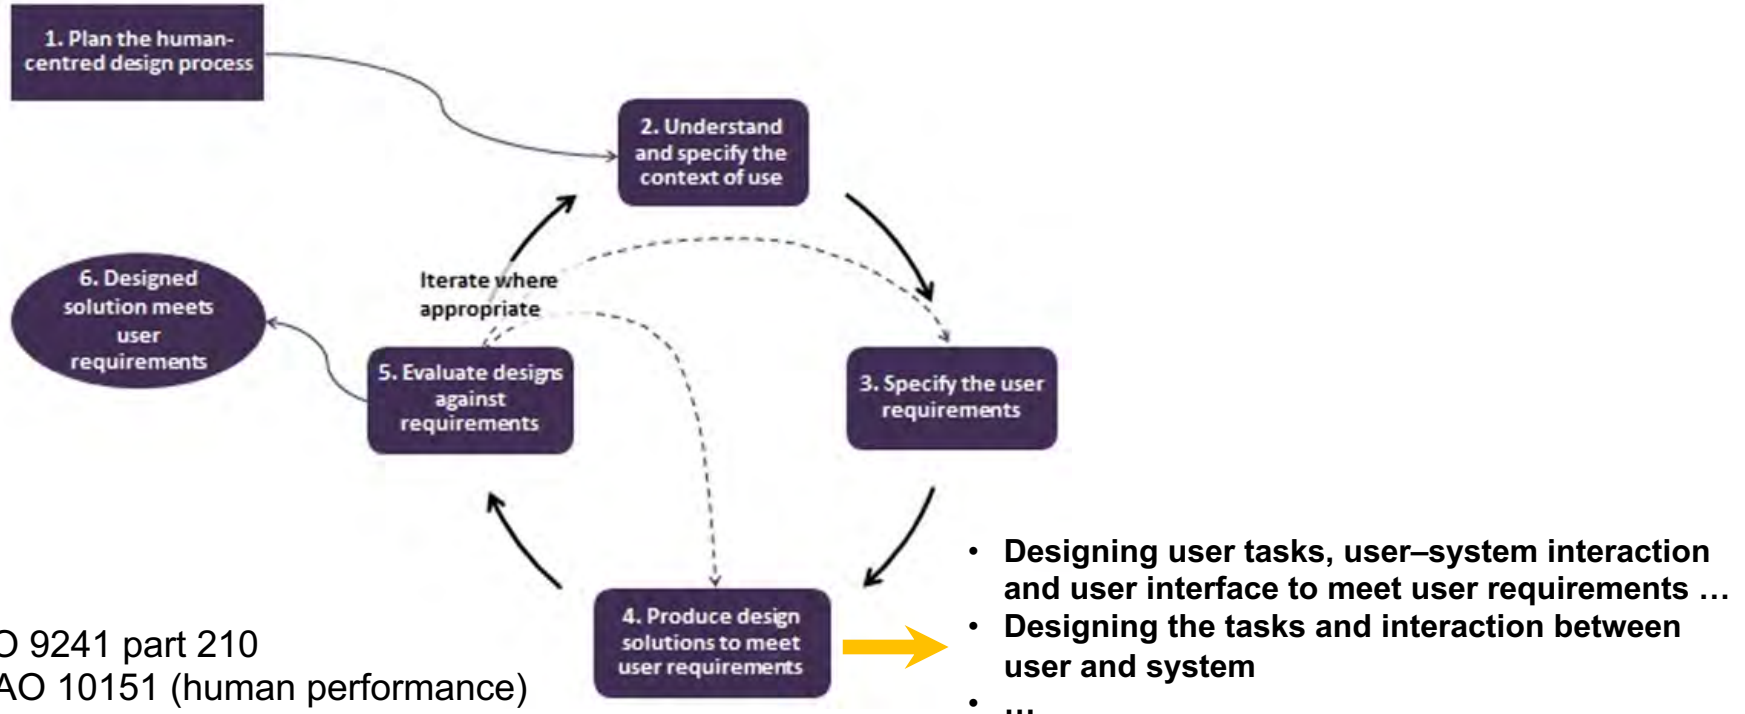 1. Plan the human-
centred design process
2. Understand
and specify the
context of use
Iterate where
appropriate
6. Designed
solution meets
user
requirements
5. Evaluate designs
against
requirements
3. Specify the user
requirements
4. Produce design
solutions to meet
user requirements
• Designing user tasks, user–system interaction
and user interface to meet user requirements …
• Designing the tasks and interaction between
user and system
• …
O 9241 part 210
AO 10151 (human performance)